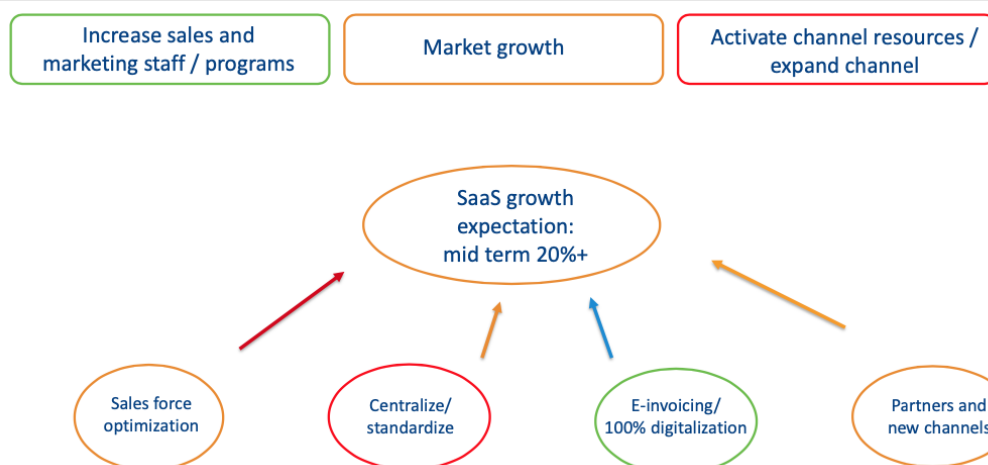 Increase sales and
marketing staff / programs
Market growth
Activate channel resources /
expand channel
SaaS growth
expectation:
mid term 20%+
Sales force
optimization
Centralize/
standardize
E-invoicing/
100% digitalization
Partners and
new channels